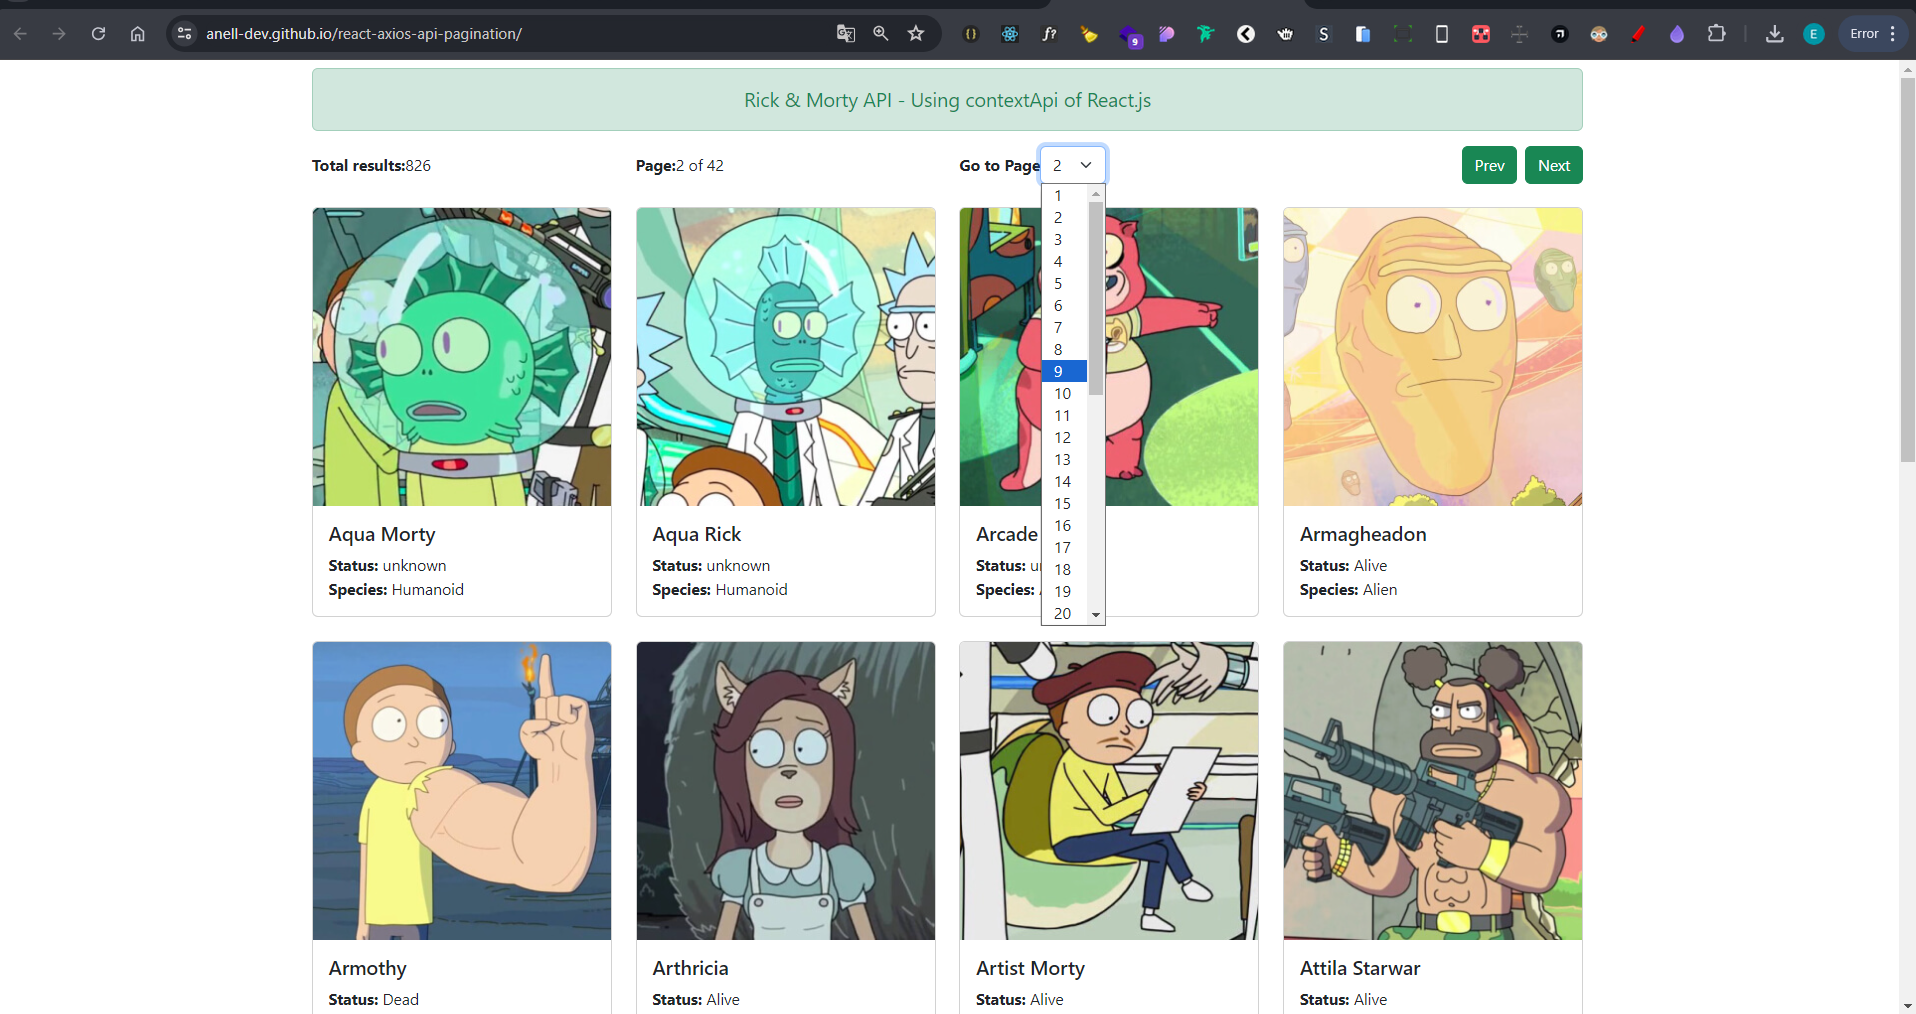 anell-dev.github.io/react-axios-api-pagination/
9
S
E
Error
Rick & Morty API - Using contextApi of React.js
Total results:826
Page:2 of 42
Go to Page
2
Prev
Next
1
2
3
4
5
6
7
8
9
10
11
12
13
14
15
16
17
18
19
20
Aqua Morty
Status: unknown
Species: Humanoid
Aqua Rick
Status: unknown
Species: Humanoid
Arcade
Status:
Species:
Armagheadon
Status: Alive
Species: Alien
Armothy
Status: Dead
Arthricia
Status: Alive
Artist Morty
Status: Alive
Attila Starwar
Status: Alive